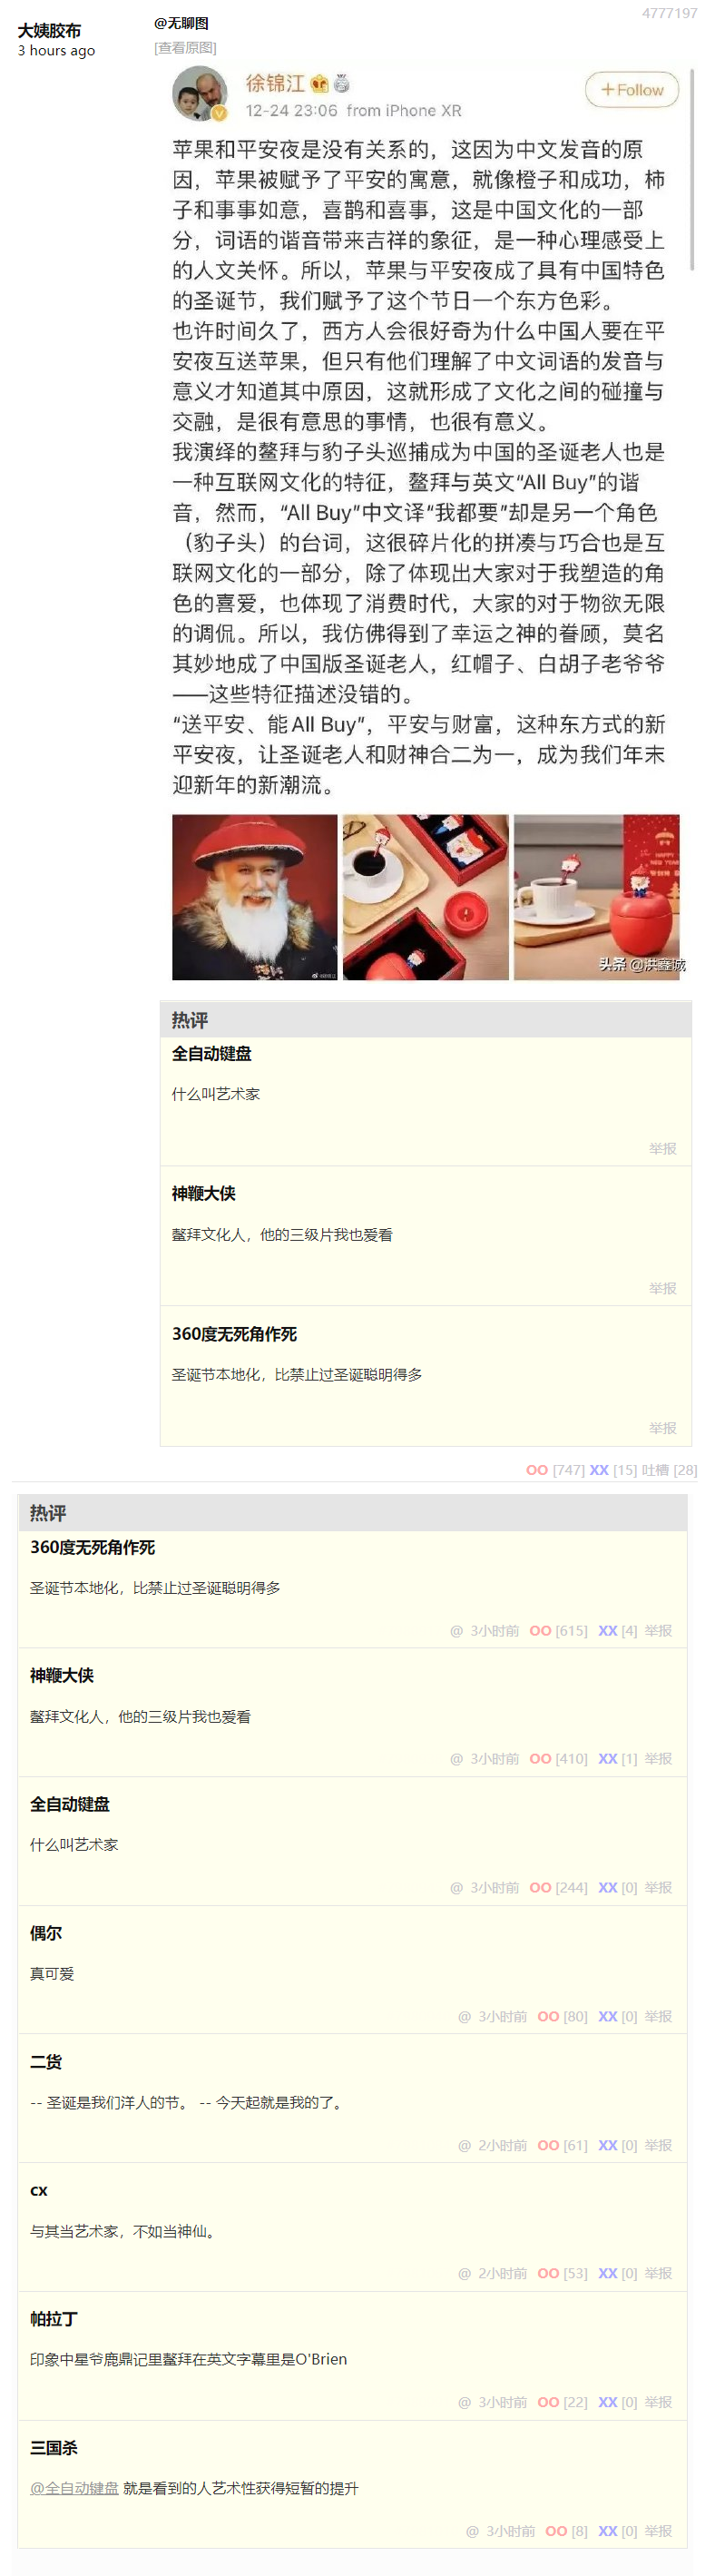 4777197
大姨胶布
3 hours ago
@无聊图
[查看原图]
徐锦江
12-24 23:06 from iPhone XR
+Follow
苹果和平安夜是没有关系的，这因为中文发音的原
因，苹果被赋予了平安的寓意，就像橙子和成功，柿
子和事事如意，喜鹊和喜事，这是中国文化的一部
分，词语的谐音带来吉祥的象征，是一种心理感受上
的人文关怀。所以，苹果与平安夜成了具有中国特色
的圣诞节，我们赋予了这个节日一个东方色彩。
也许时间久了，西方人会很好奇为什么中国人要在平
安夜互送苹果，但只有他们理解了中文词语的发音与
意义才知道其中原因，这就形成了文化之间的碰撞与
交融，是很有意思的事情，也很有意义。
我演绎的鳌拜与豹子头巡捕成为中国的圣诞老人也是
一种互联网文化的特征，鳌拜与英文“All Buy”的谐
音，然而，“All Buy”中文译“我都要”却是另一个角色
（豹子头）的台词，这很碎片化的拼凑与巧合也是互
联网文化的一部分，除了体现出大家对于我塑造的角
色的喜爱，也体现了消费时代，大家的对于物欲无限
的调侃。所以，我仿佛得到了幸运之神的眷顾，莫名
其妙地成了中国版圣诞老人，红帽子、白胡子老爷爷
——这些特征描述没错的。
“送平安、能All Buy”，平安与财富，这种东方式的新
平安夜，让圣诞老人和财神合二为一，成为我们年末
迎新年的新潮流。
HAPPY
NEW YEAR
头条 @洪鑫诚
热评
全自动键盘
什么叫艺术家
举报
神鞭大侠
鳌拜文化人，他的三级片我也爱看
举报
360度无死角作死
圣诞节本地化，比禁止过圣诞聪明得多
举报
OO [747] XX [15] 吐槽 [28]
热评
360度无死角作死
圣诞节本地化，比禁止过圣诞聪明得多
@ 3小时前 OO [615] XX [4] 举报
神鞭大侠
鳌拜文化人，他的三级片我也爱看
@ 3小时前 OO [410] XX [1] 举报
全自动键盘
什么叫艺术家
@ 3小时前 OO [244] XX [0] 举报
偶尔
真可爱
@ 3小时前 OO [80] XX [0] 举报
二货
-- 圣诞是我们洋人的节。 -- 今天起就是我的了。
@ 2小时前 OO [61] XX [0] 举报
cx
与其当艺术家，不如当神仙。
@ 2小时前 OO [53] XX [0] 举报
帕拉丁
印象中星爷鹿鼎记里鳌拜在英文字幕里是O'Brien
@ 3小时前 OO [22] XX [0] 举报
三国杀
@全自动键盘 就是看到的人艺术性获得短暂的提升
@ 3小时前 OO [8] XX [0] 举报